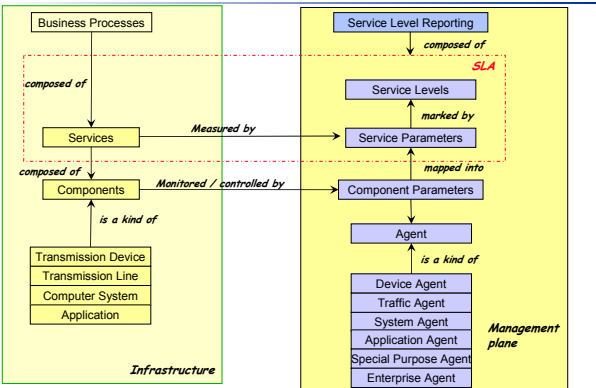 Business Processes
Service Level Reporting
composed of
SLA
composed of
Service Levels
marked by
Services
Measured by
Service Parameters
composed of
mapped into
Components
Monitored / controlled by
Component Parameters
is a kind of
Agent
is a kind of
Transmission Device
Transmission Line
Computer System
Application
Device Agent
Traffic Agent
System Agent
Application Agent
Special Purpose Agent
Enterprise Agent
Management
plane
Infrastructure